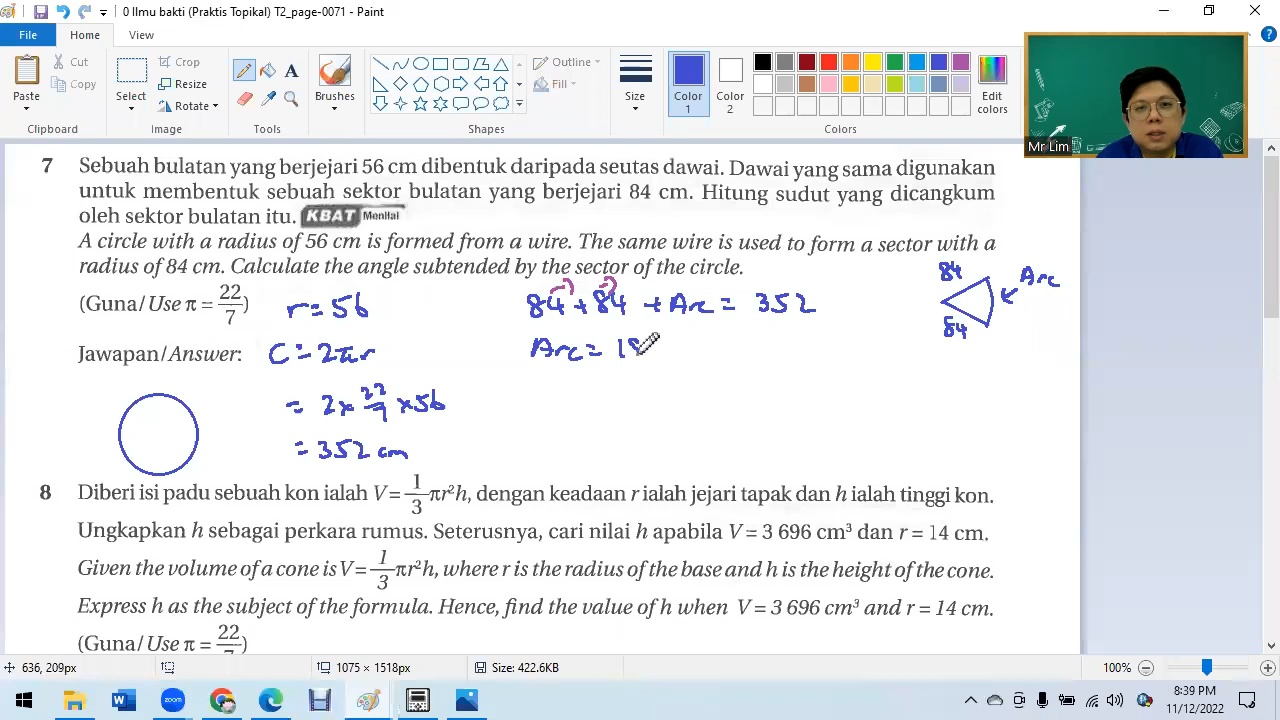 0 Ilmu bakti (Praktis Topikal) T2_page-0071 - Paint
File Home View
Paste Cut Copy Clipboard
Select Crop Resize Rotate Image
A Tools
Brushes
Outline Fill Shapes
Size
Color 1 Color 2 Edit colors Colors
Mr Lim
7 Sebuah bulatan yang berjejari 56 cm dibentuk daripada seutas dawai. Dawai yang sama digunakan
untuk membentuk sebuah sektor bulatan yang berjejari 84 cm. Hitung sudut yang dicangkum
oleh sektor bulatan itu. KBAT Menilai
A circle with a radius of 56 cm is formed from a wire. The same wire is used to form a sector with a
radius of 84 cm. Calculate the angle subtended by the sector of the circle.
(Guna/Use π = 22/7) r = 56 84 + 84 + Arc = 352
84 Arc
84
Jawapan/Answer: C = 2πr Arc = 18
= 2 × 22/7 × 56
= 352 cm
8 Diberi isi padu sebuah kon ialah V = 1/3 πr²h, dengan keadaan r ialah jejari tapak dan h ialah tinggi kon.
Ungkapkan h sebagai perkara rumus. Seterusnya, cari nilai h apabila V = 3 696 cm³ dan r = 14 cm.
Given the volume of a cone is V = 1/3 πr²h, where r is the radius of the base and h is the height of the cone.
Express h as the subject of the formula. Hence, find the value of h when V = 3 696 cm³ and r = 14 cm.
(Guna/Use π = 22/7)
636, 209px 1075 × 1518px Size: 422.6KB 100%
zoom 8:39 PM
11/12/2022